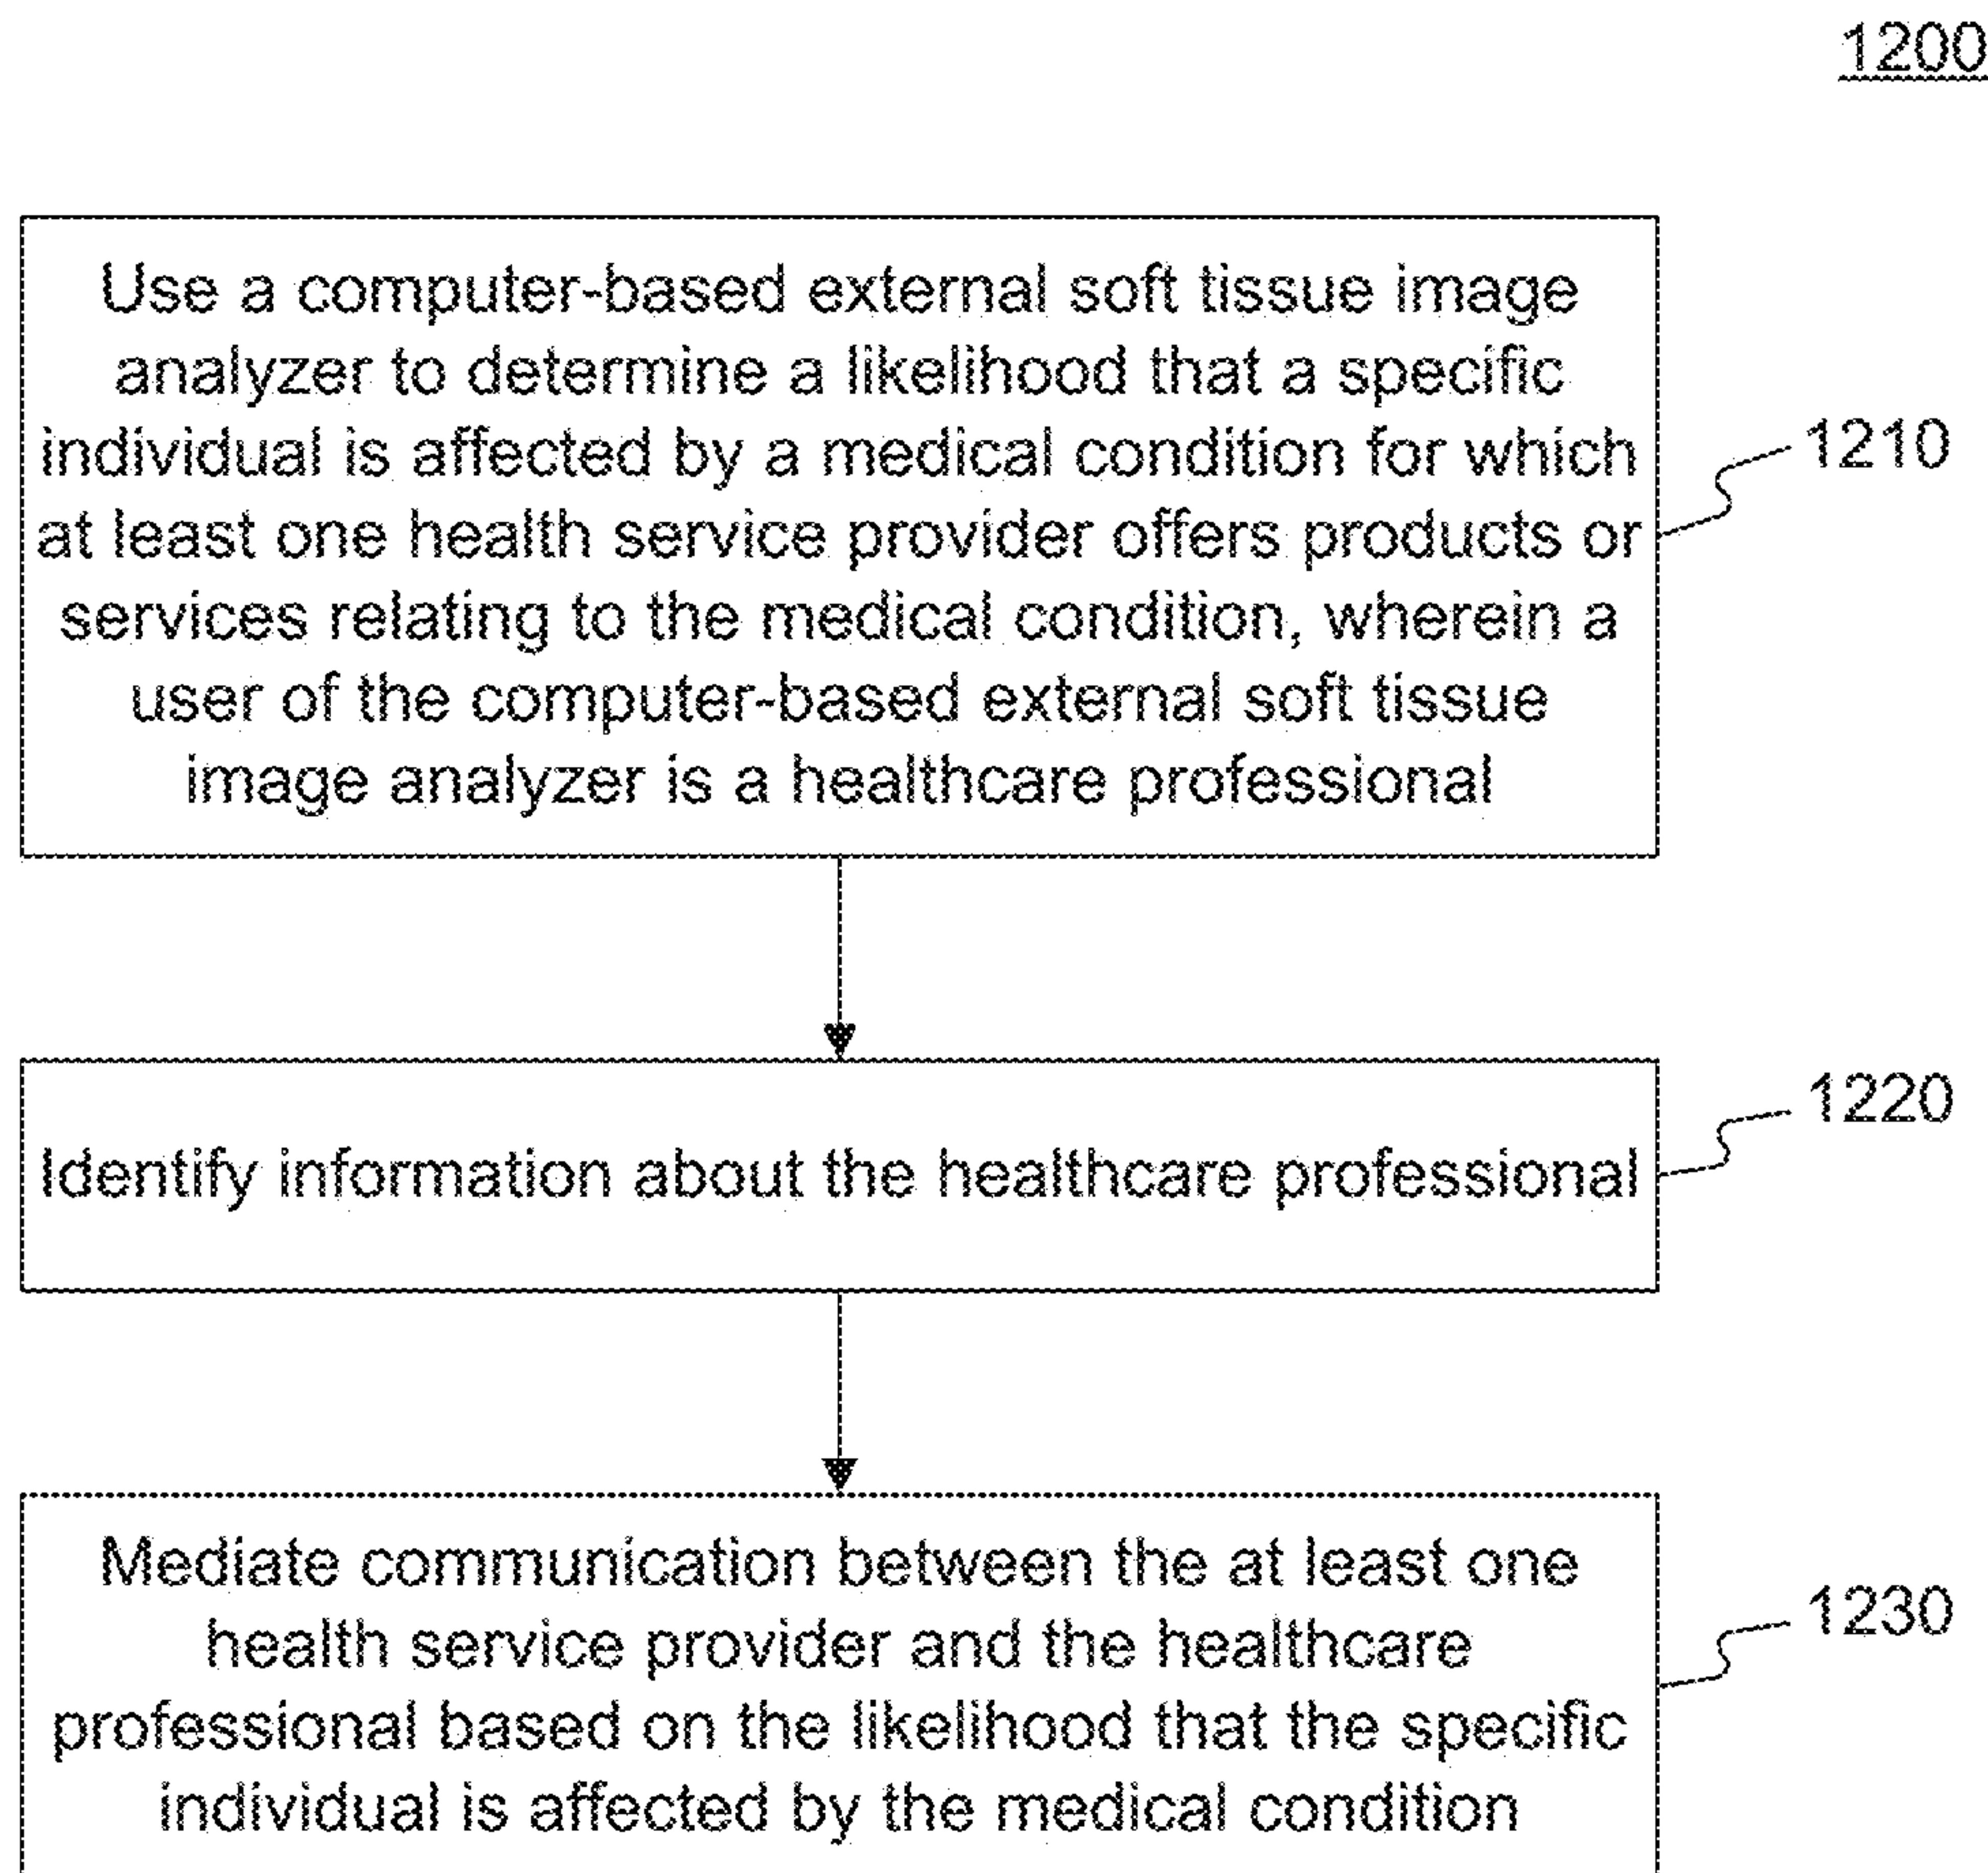 1200
Use a computer-based external soft tissue image
analyzer to determine a likelihood that a specific
individual is affected by a medical condition for which
at least one health service provider offers products or
services relating to the medical condition, wherein a
user of the computer-based external soft tissue
image analyzer is a healthcare professional
1210
Identify information about the healthcare professional
1220
Mediate communication between the at least one
health service provider and the healthcare
professional based on the likelihood that the specific
individual is affected by the medical condition
1230